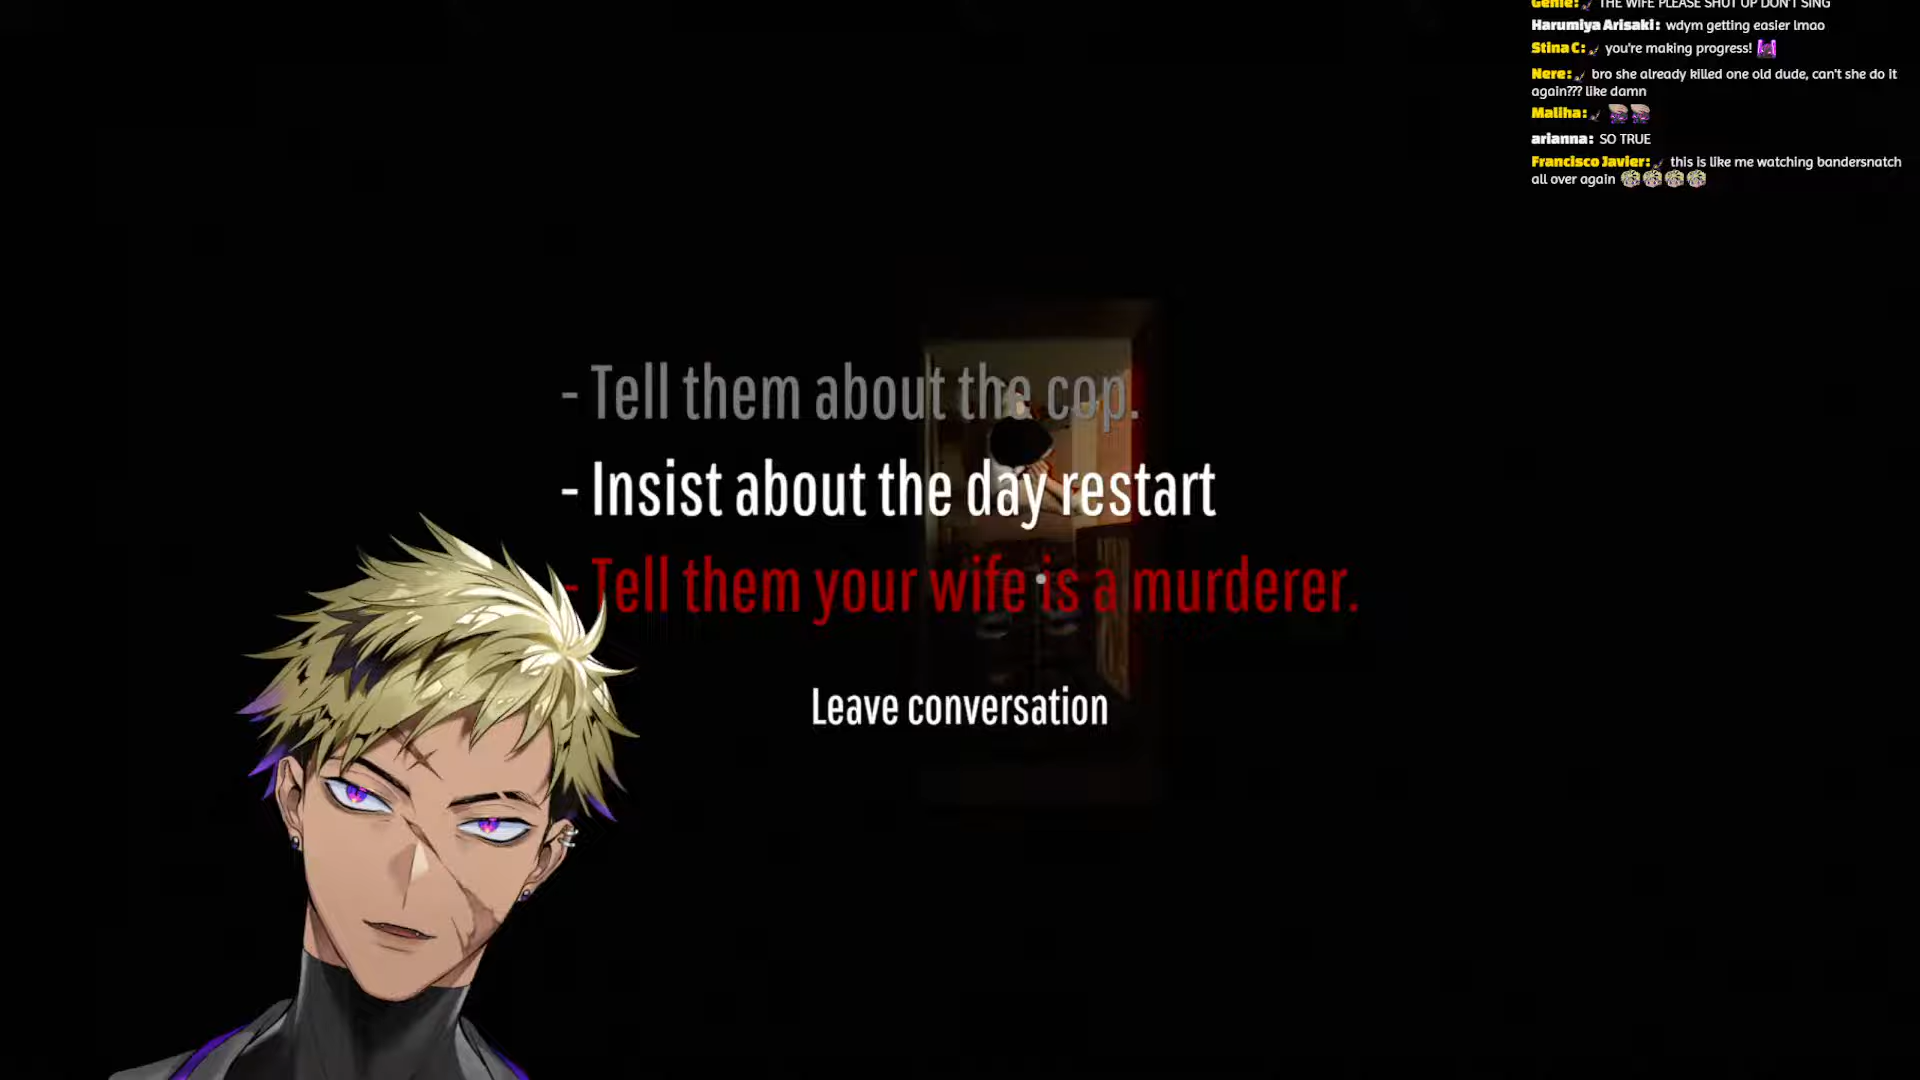 Genie: THE WIFE PLEASE SHUT UP DON'T SING
Harumiya Arisaki: wdym getting easier lmao
Stina C: you're making progress!
Nere: bro she already killed one old dude, can't she do it
again??? like damn
Maliha:
arianna: SO TRUE
Francisco Javier: this is like me watching bandersnatch
all over again
- Tell them about the cop.
- Insist about the day restart
- Tell them your wife is a murderer.
Leave conversation